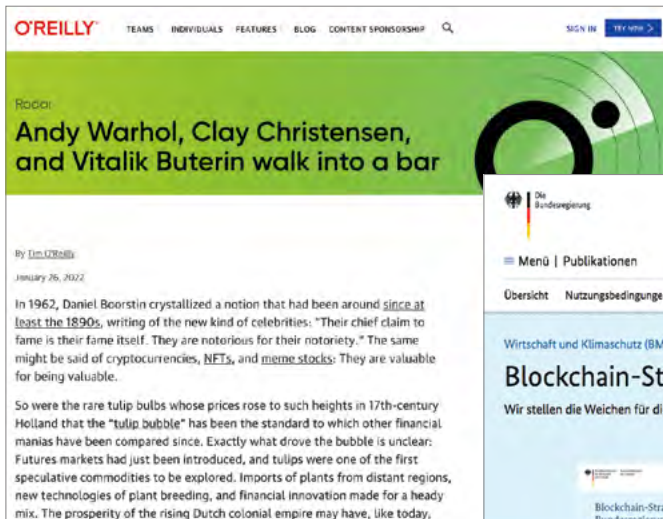 O'REILLY
TEAMS INDIVIDUALS FEATURES BLOG CONTENT SPONSORSHIP
SIGN IN TRY NOW >
Radar
Andy Warhol, Clay Christensen,
and Vitalik Buterin walk into a bar
By Tim O'Reilly
January 26, 2022
In 1962, Daniel Boorstin crystallized a notion that had been around since at
least the 1890s, writing of the new kind of celebrities: "Their chief claim to
fame is their fame itself. They are notorious for their notoriety." The same
might be said of cryptocurrencies, NFTs, and meme stocks: They are valuable
for being valuable.
So were the rare tulip bulbs whose prices rose to such heights in 17th-century
Holland that the "tulip bubble" has been the standard to which other financial
manias have been compared since. Exactly what drove the bubble is unclear:
Futures markets had just been introduced, and tulips were one of the first
speculative commodities to be explored. Imports of plants from distant regions,
new technologies of plant breeding, and financial innovation made for a heady
mix. The prosperity of the rising Dutch colonial empire may have, like today,
Die
Bundesregierung
Menü | Publikationen
Übersicht Nutzungsbedingunge
Wirtschaft und Klimaschutz (BM
Blockchain-Str
Wir stellen die Weichen für di
Blockchain-Stra